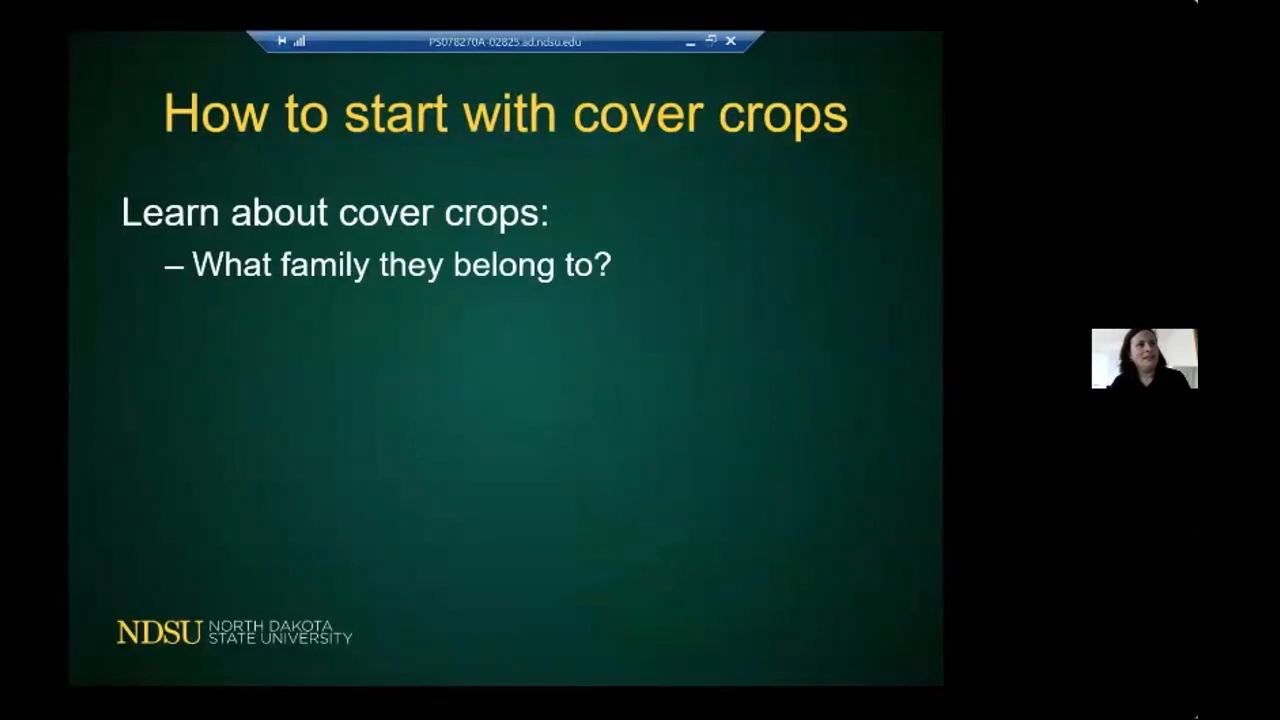 PS078270A-02825.ad.ndsu.edu
How to start with cover crops
Learn about cover crops:
– What family they belong to?
NDSU NORTH DAKOTA
STATE UNIVERSITY